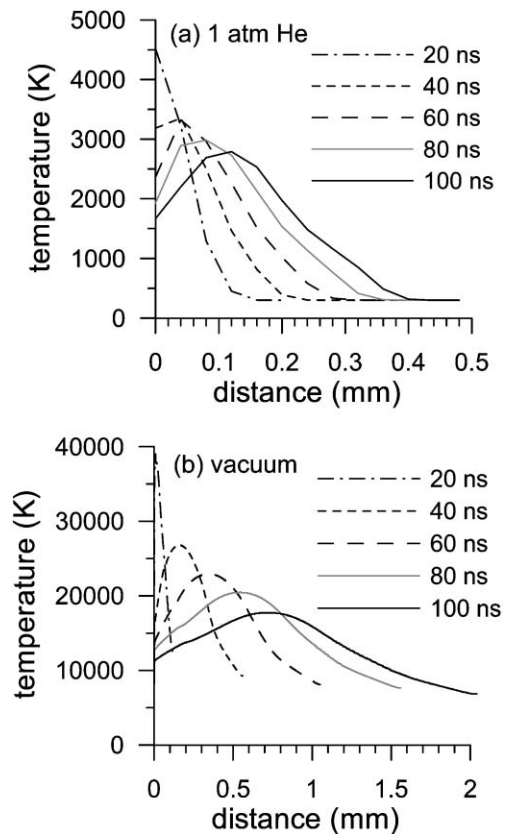 5000
4000
3000
2000
1000
0
temperature (K)
(a) 1 atm He
20 ns
40 ns
60 ns
80 ns
100 ns
0 0.1 0.2 0.3 0.4 0.5
distance (mm)
40000
30000
20000
10000
0
temperature (K)
(b) vacuum
20 ns
40 ns
60 ns
80 ns
100 ns
0 0.5 1 1.5 2
distance (mm)